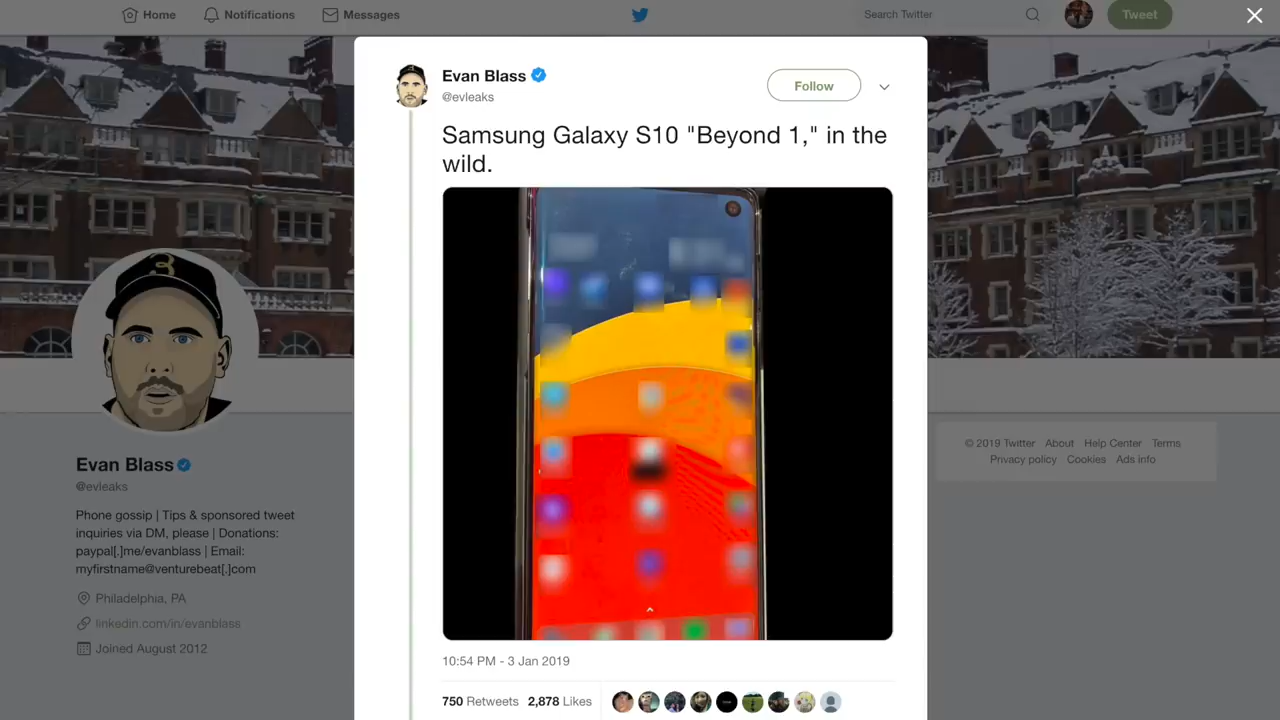 Home
Notifications
Messages
Search Twitter
Tweet
Evan Blass
@evleaks
Follow
Samsung Galaxy S10 "Beyond 1," in the
wild.
10:54 PM - 3 Jan 2019
750 Retweets 2,878 Likes
3
Evan Blass
@evleaks
Phone gossip | Tips & sponsored tweet
inquiries via DM, please | Donations:
paypal[.]me/evanblass | Email:
myfirstname@venturebeat[.]com
Philadelphia, PA
linkedin.com/in/evanblass
Joined August 2012
© 2019 Twitter About Help Center Terms
Privacy policy Cookies Ads info